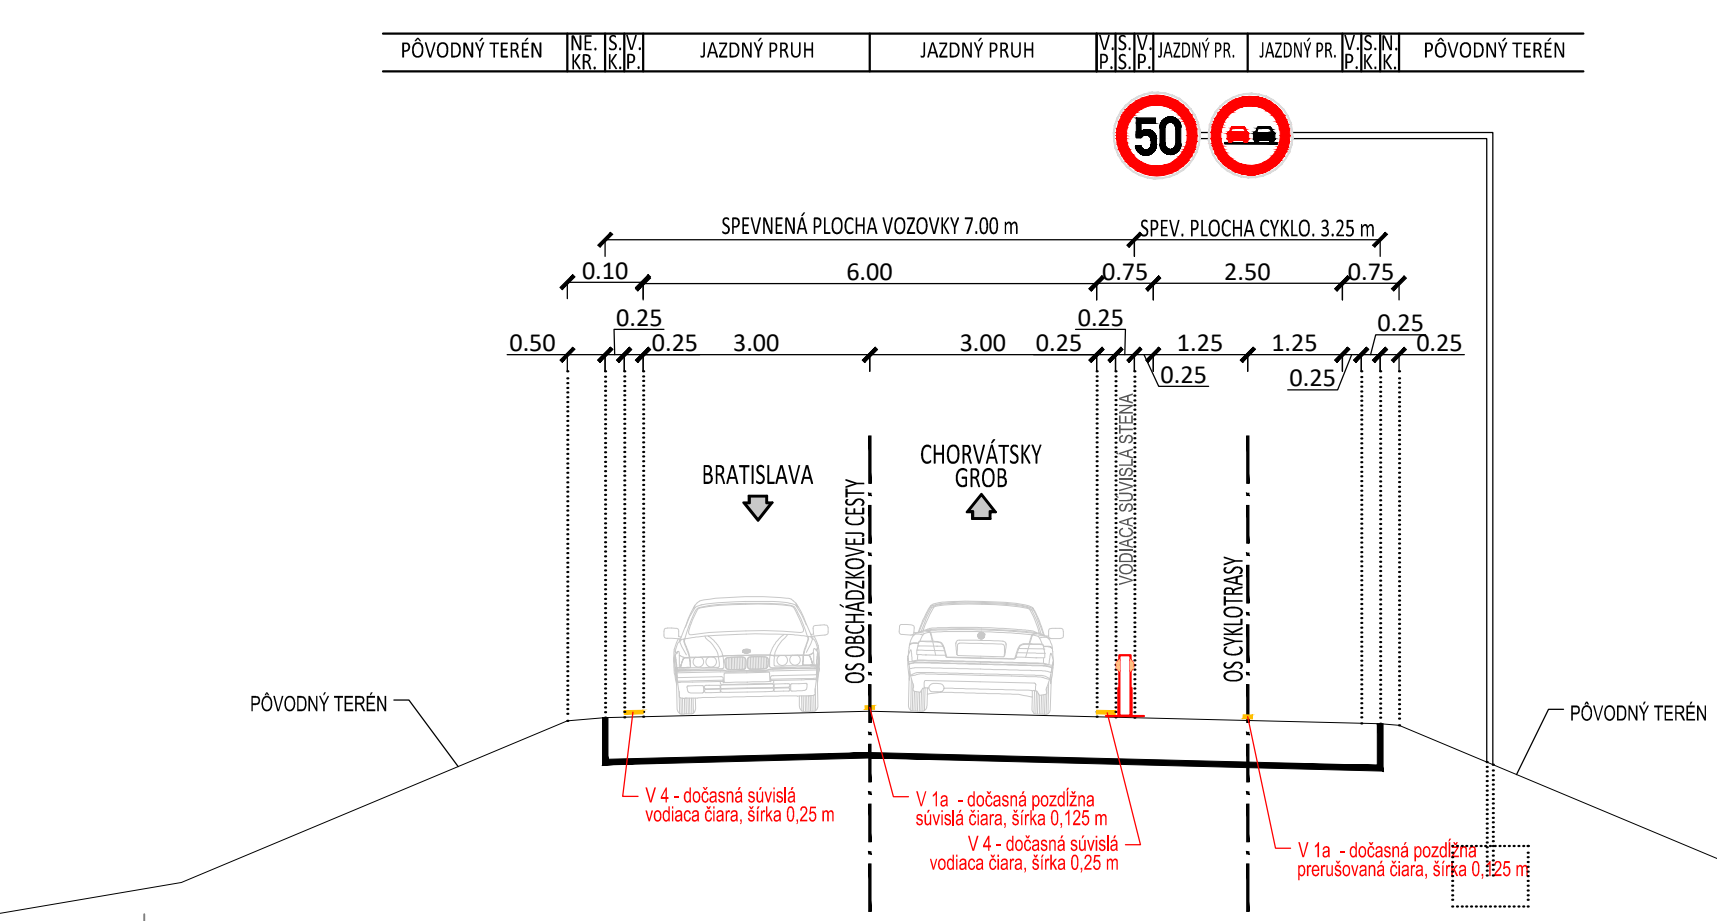 PÔVODNÝ TERÉN
NE. KR.
S. K.
V. P.
JAZDNÝ PRUH
JAZDNÝ PRUH
V. P.
S. S.
V. P.
JAZDNÝ PR.
JAZDNÝ PR.
V. P.
S. K.
N. K.
PÔVODNÝ TERÉN
50
SPEVNENÁ PLOCHA VOZOVKY 7.00 m
SPEV. PLOCHA CYKLO. 3.25 m
0.10
6.00
0.75
2.50
0.75
0.25
0.25
0.25
0.50
0.25
3.00
3.00
0.25
1.25
1.25
0.25
0.25
0.25
BRATISLAVA
CHORVÁTSKY
GROB
OS OBCHÁDZKOVEJ CESTY
VODIACA SÚVISLA STENA
OS CYKLOTRASY
PÔVODNÝ TERÉN
PÔVODNÝ TERÉN
V 4 - dočasná súvislá
vodiaca čiara, šírka 0,25 m
V 1a - dočasná pozdĺžna
súvislá čiara, šírka 0,125 m
V 4 - dočasná súvislá
vodiaca čiara, šírka 0,25 m
V 1a - dočasná pozdĺžna
prerušovaná čiara, šírka 0,125 m